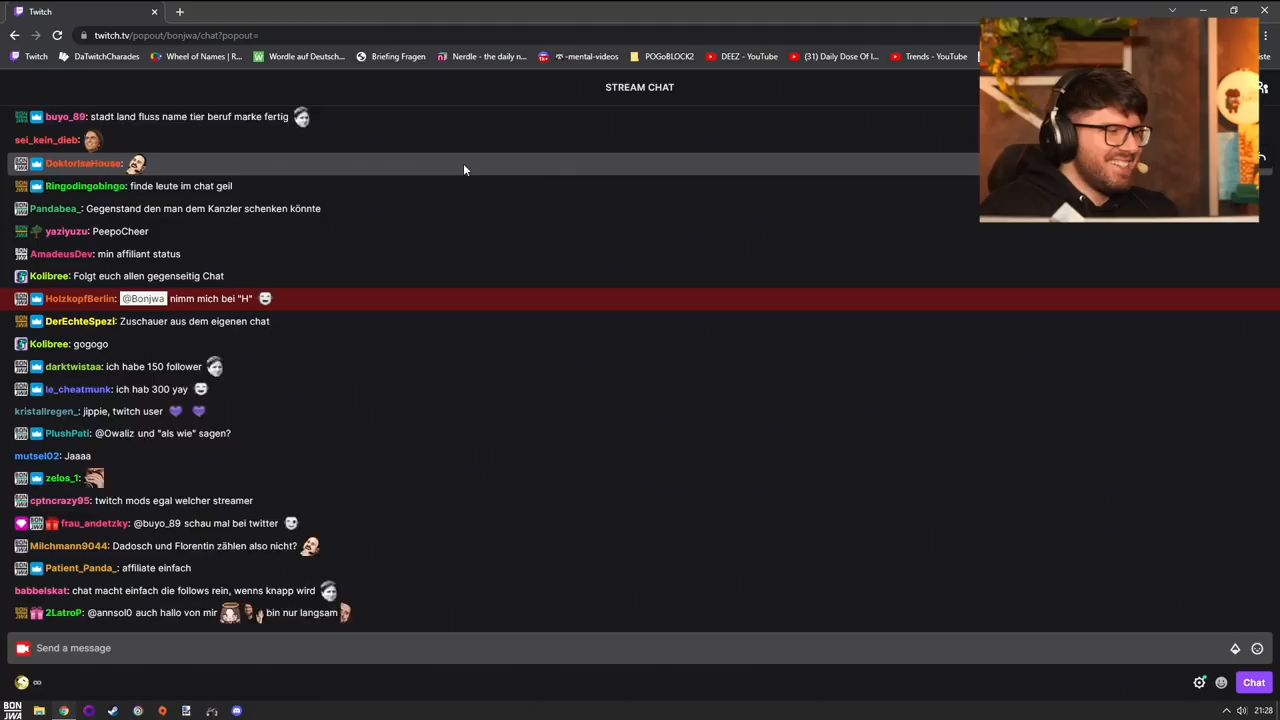 Twitch
twitch.tv/popout/bonjwa/chat?popout=
Twitch
DaTwitchCharades
Wheel of Names | R...
Wordle auf Deutsch...
Briefing Fragen
Nerdle - the daily n...
-mental-videos
POGoBLOCK2
DEEZ - YouTube
(31) Daily Dose Of I...
Trends - YouTube
STREAM CHAT
buyo_89: stadt land fluss name tier beruf marke fertig
sei_kein_dieb:
DoktorIsaHouse:
Ringodingobingo: finde leute im chat geil
Pandabea_: Gegenstand den man dem Kanzler schenken könnte
yaziyuzu: PeepoCheer
AmadeusDev: min affiliant status
Kolibree: Folgt euch allen gegenseitig Chat
HolzkopfBerlin: @Bonjwa nimm mich bei "H"
DerEchteSpezi: Zuschauer aus dem eigenen chat
Kolibree: gogogo
darktwistaa: ich habe 150 follower
le_cheatmunk: ich hab 300 yay
kristallregen_: jippie, twitch user
PlushPati: @Owaliz und "als wie" sagen?
mutsel02: Jaaaa
zelos_1:
cptncrazy95: twitch mods egal welcher streamer
frau_andetzky: @buyo_89 schau mal bei twitter
Milchmann9044: Dadosch und Florentin zählen also nicht?
Patient_Panda_: affiliate einfach
babbelskat: chat macht einfach die follows rein, wenns knapp wird
2LatroP: @annsol0 auch hallo von mir bin nur langsam
Send a message
∞
Chat
BON
JWA
21:28